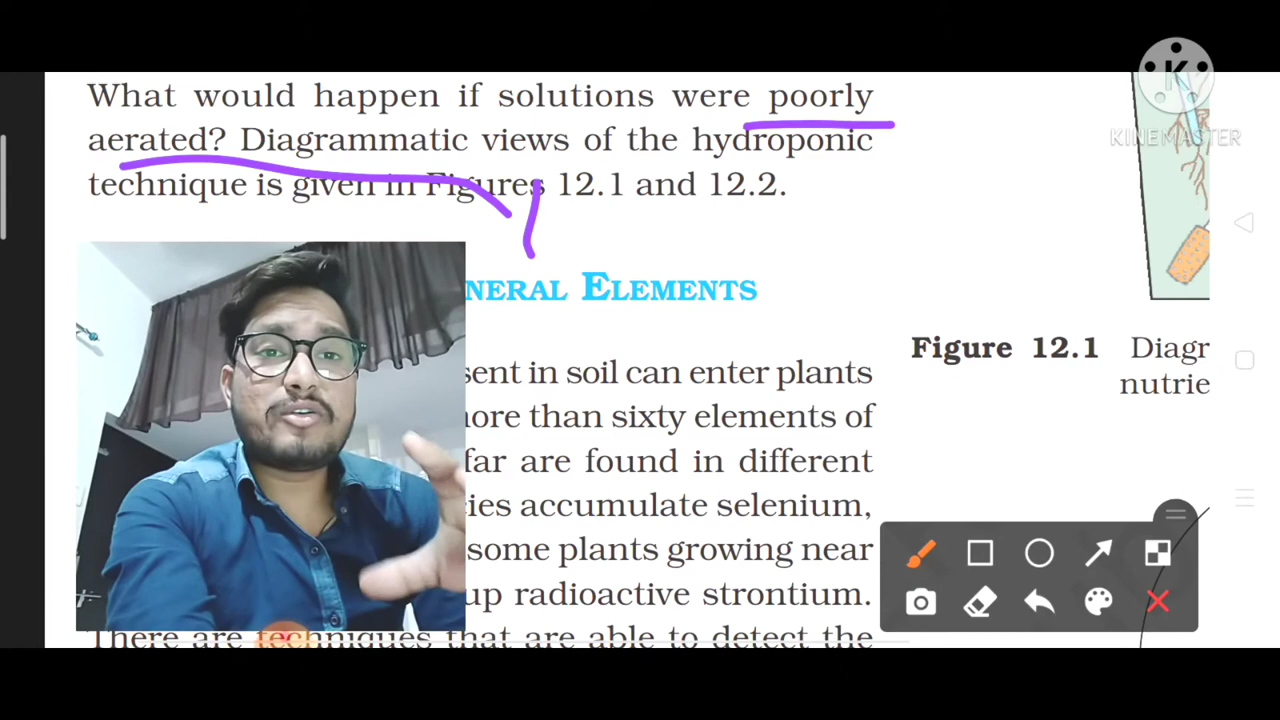 What would happen if solutions were poorly
aerated? Diagrammatic views of the hydroponic
technique is given in Figures 12.1 and 12.2.
NERAL ELEMENTS
sent in soil can enter plants
more than sixty elements of
far are found in different
cies accumulate selenium,
some plants growing near
up radioactive strontium.
There are techniques that are able to detect the
Figure 12.1 Diagr
nutrie
K
KINEMASTER